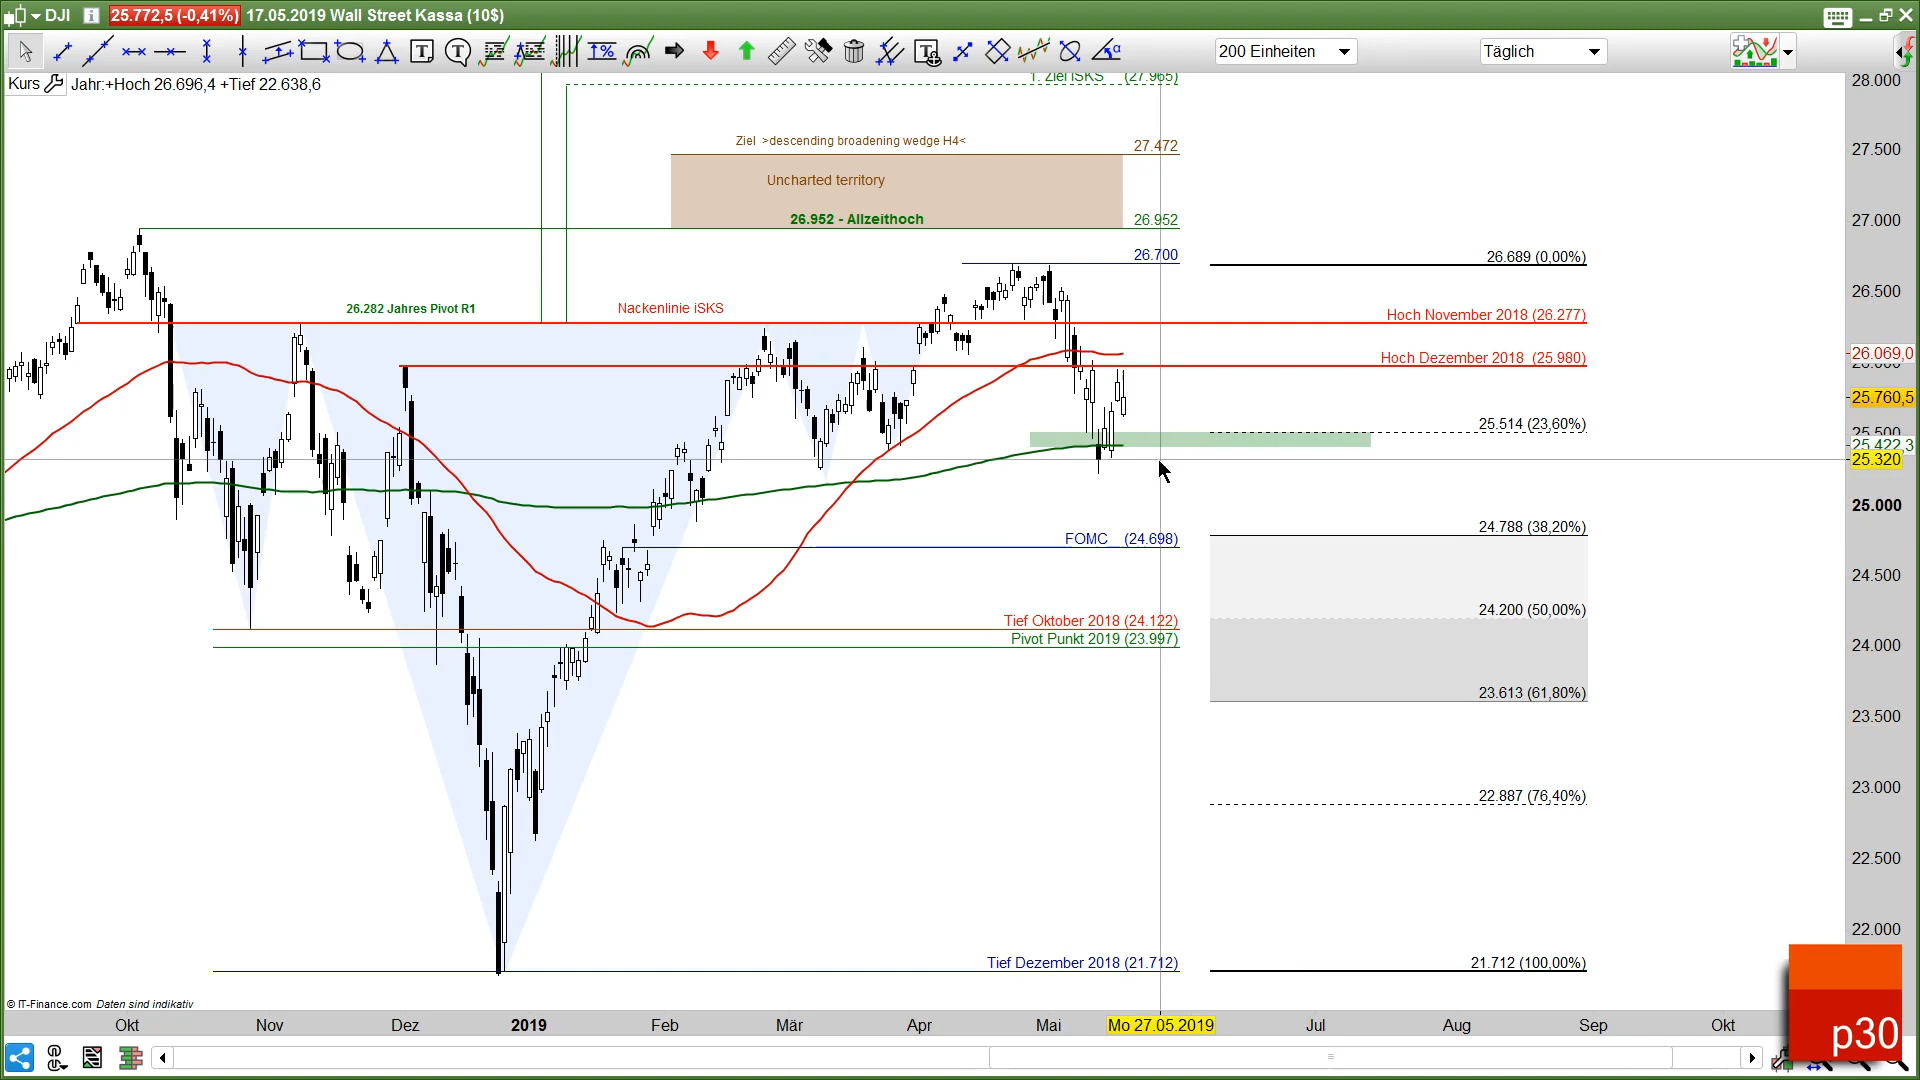 DJI 25.772,5 (-0,41%) 17.05.2019 Wall Street Kassa (10$)
200 Einheiten
Täglich
Kurs Jahr:+Hoch 26.696,4 +Tief 22.638,6
1. Ziel iSKS (27.965)
28.000
Ziel >descending broadening wedge H4<
27.472
27.500
Uncharted territory
26.952 - Allzeithoch
26.952
27.000
26.700
26.689 (0,00%)
26.500
26.282 Jahres Pivot R1
Nackenlinie iSKS
Hoch November 2018 (26.277)
Hoch Dezember 2018 (25.980)
26.069,0
26.000
25.760,5
25.514 (23,60%)
25.500
25.422,3
25.320
25.000
24.788 (38,20%)
FOMC (24.698)
24.500
24.200 (50,00%)
Tief Oktober 2018 (24.122)
Pivot Punkt 2019 (23.997)
24.000
23.613 (61,80%)
23.500
23.000
22.887 (76,40%)
22.500
22.000
Tief Dezember 2018 (21.712)
21.712 (100,00%)
© IT-Finance.com Daten sind indikativ
Okt Nov Dez 2019 Feb Mär Apr Mai Mo 27.05.2019 Jul Aug Sep Okt
p30